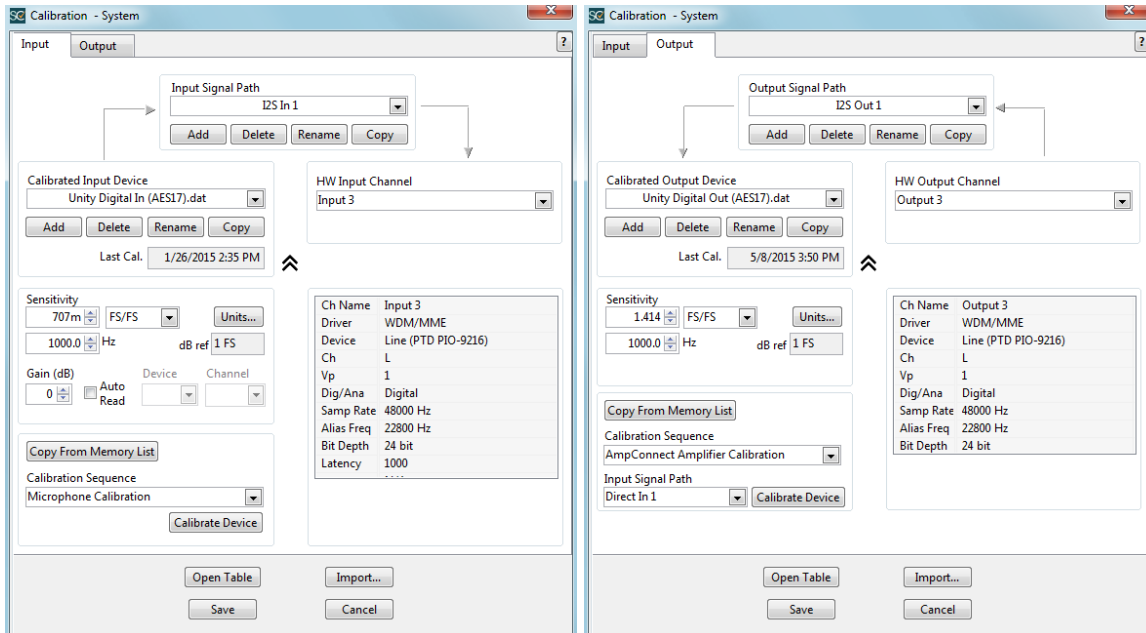 SC Calibration - System
Input Output ?
Input Signal Path
I2S In 1
Add Delete Rename Copy
Calibrated Input Device
Unity Digital In (AES17).dat
Add Delete Rename Copy
Last Cal. 1/26/2015 2:35 PM
HW Input Channel
Input 3
Sensitivity
707m FS/FS Units...
1000.0 Hz dB ref 1 FS
Gain (dB)
0 Auto Read Device Channel
Ch Name Input 3
Driver WDM/MME
Device Line (PTD PIO-9216)
Ch L
Vp 1
Dig/Ana Digital
Samp Rate 48000 Hz
Alias Freq 22800 Hz
Bit Depth 24 bit
Latency 1000
Copy From Memory List
Calibration Sequence
Microphone Calibration
Calibrate Device
Open Table Import...
Save Cancel
SC Calibration - System
Input Output ?
Output Signal Path
I2S Out 1
Add Delete Rename Copy
Calibrated Output Device
Unity Digital Out (AES17).dat
Add Delete Rename Copy
Last Cal. 5/8/2015 3:50 PM
HW Output Channel
Output 3
Sensitivity
1.414 FS/FS Units...
1000.0 Hz dB ref 1 FS
Ch Name Output 3
Driver WDM/MME
Device Line (PTD PIO-9216)
Ch L
Vp 1
Dig/Ana Digital
Samp Rate 48000 Hz
Alias Freq 22800 Hz
Bit Depth 24 bit
Copy From Memory List
Calibration Sequence
AmpConnect Amplifier Calibration
Input Signal Path
Direct In 1 Calibrate Device
Open Table Import...
Save Cancel